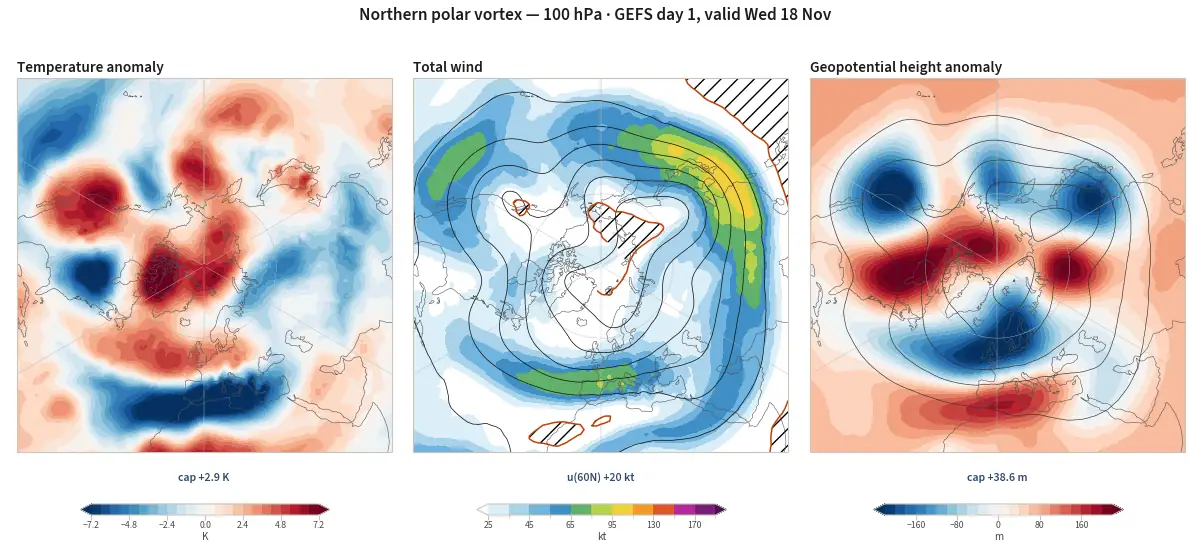 Northern polar vortex — 100 hPa · GEFS day 1, valid Wed 18 Nov
Temperature anomaly
Total wind
Geopotential height anomaly
cap +2.9 K
u(60N) +20 kt
cap +38.6 m
−7.2 −4.8 −2.4 0.0 2.4 4.8 7.2
K
25 45 65 95 130 170
kt
−160 −80 0 80 160
m